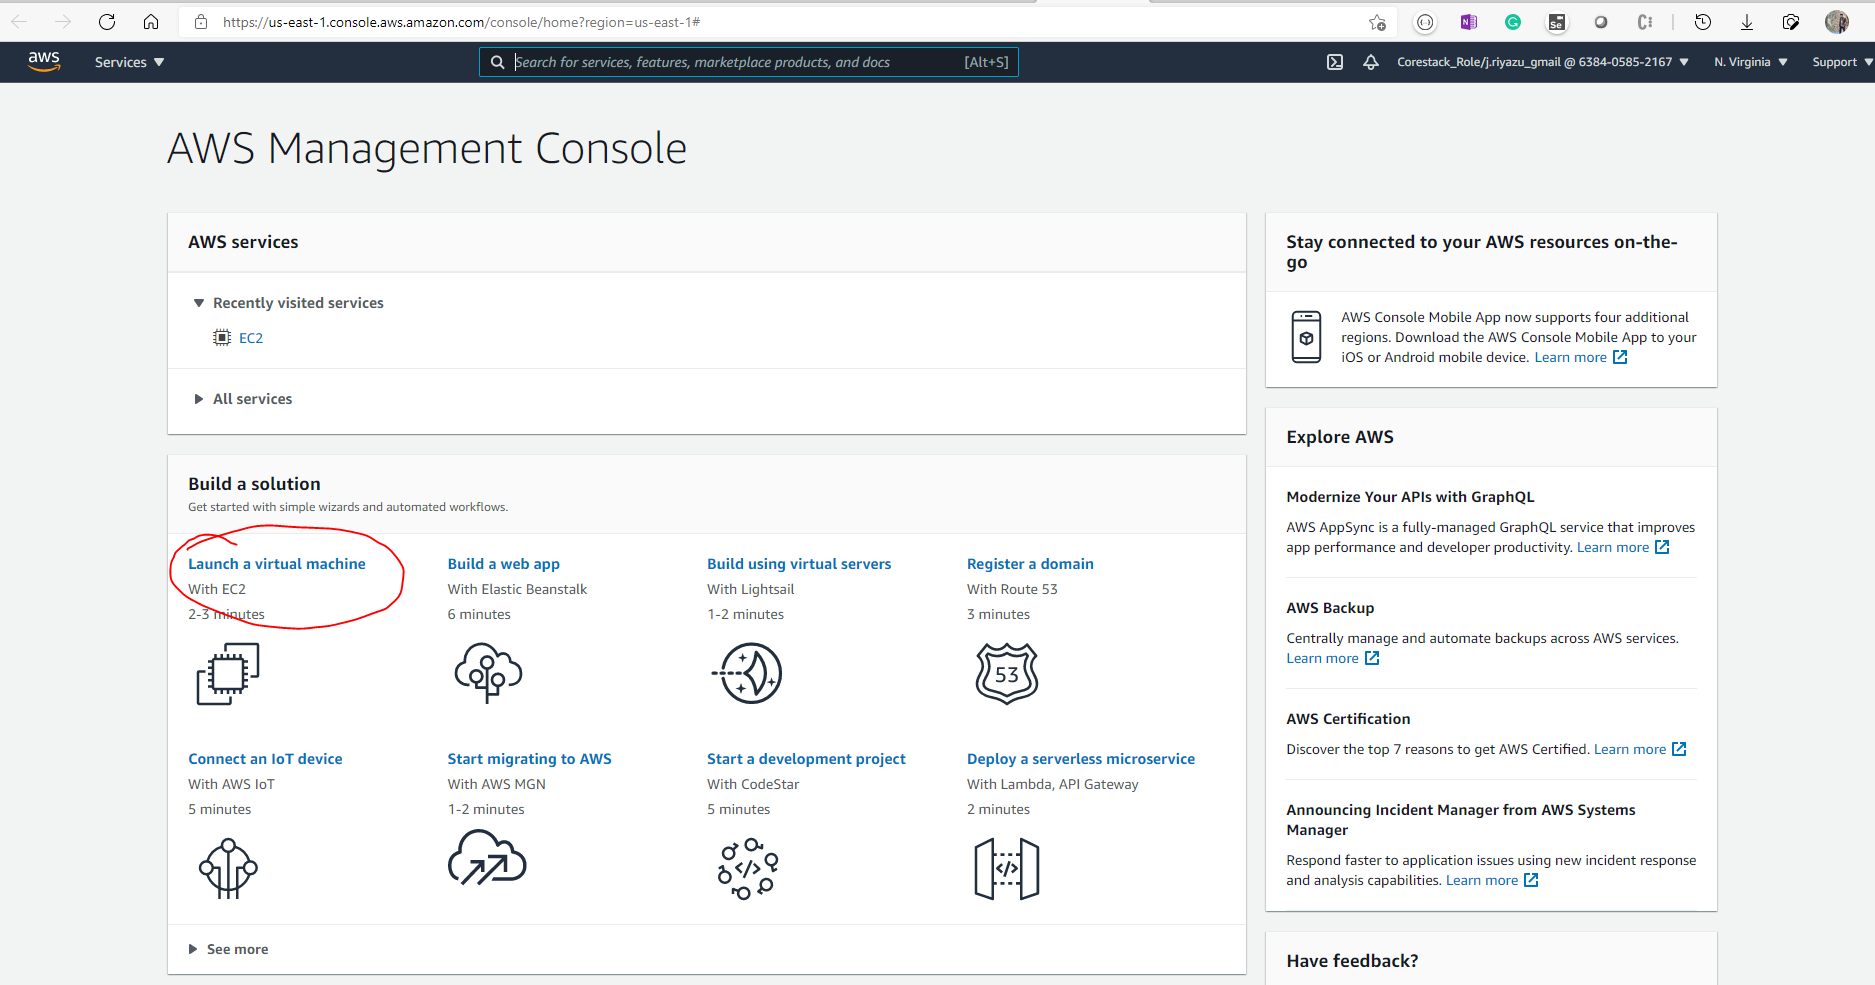 https://us-east-1.console.aws.amazon.com/console/home?region=us-east-1#
aws
Services
Search for services, features, marketplace products, and docs [Alt+S]
Corestack_Role/j.riyazu_gmail @ 6384-0585-2167
N. Virginia
Support
AWS Management Console
AWS services
Recently visited services
EC2
All services
Build a solution
Get started with simple wizards and automated workflows.
Launch a virtual machine
With EC2
2-3 minutes
Build a web app
With Elastic Beanstalk
6 minutes
Build using virtual servers
With Lightsail
1-2 minutes
Register a domain
With Route 53
3 minutes
53
Connect an IoT device
With AWS IoT
5 minutes
Start migrating to AWS
With AWS MGN
1-2 minutes
Start a development project
With CodeStar
5 minutes
</>
Deploy a serverless microservice
With Lambda, API Gateway
2 minutes
</>
See more
Stay connected to your AWS resources on-the-
go
AWS Console Mobile App now supports four additional
regions. Download the AWS Console Mobile App to your
iOS or Android mobile device. Learn more
Explore AWS
Modernize Your APIs with GraphQL
AWS AppSync is a fully-managed GraphQL service that improves
app performance and developer productivity. Learn more
AWS Backup
Centrally manage and automate backups across AWS services.
Learn more
AWS Certification
Discover the top 7 reasons to get AWS Certified. Learn more
Announcing Incident Manager from AWS Systems
Manager
Respond faster to application issues using new incident response
and analysis capabilities. Learn more
Have feedback?